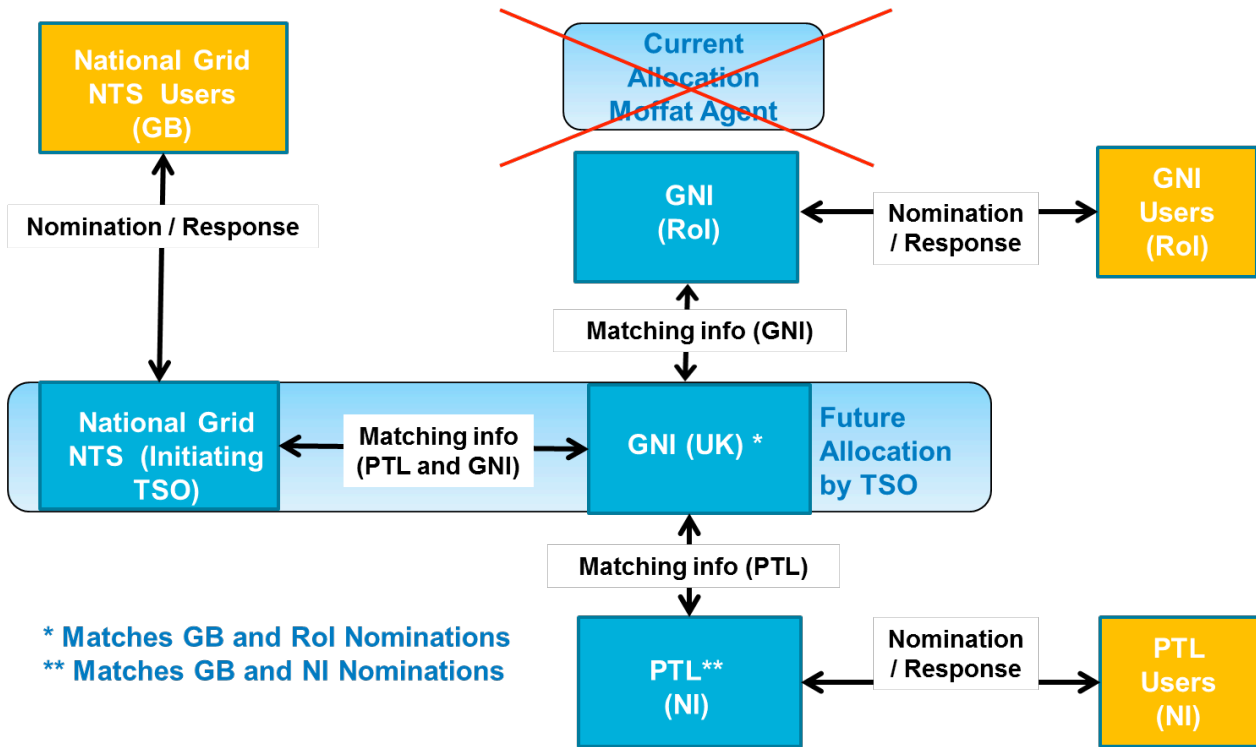 National Grid
NTS Users
(GB)
Current
Allocation
Moffat Agent
GNI
(RoI)
Nomination
/ Response
GNI
Users
(RoI)
Nomination / Response
Matching info (GNI)
National Grid
NTS (Initiating
TSO)
Matching info
(PTL and GNI)
GNI (UK) *
Future
Allocation
by TSO
Matching info (PTL)
* Matches GB and RoI Nominations
** Matches GB and NI Nominations
PTL**
(NI)
Nomination
/ Response
PTL
Users
(NI)